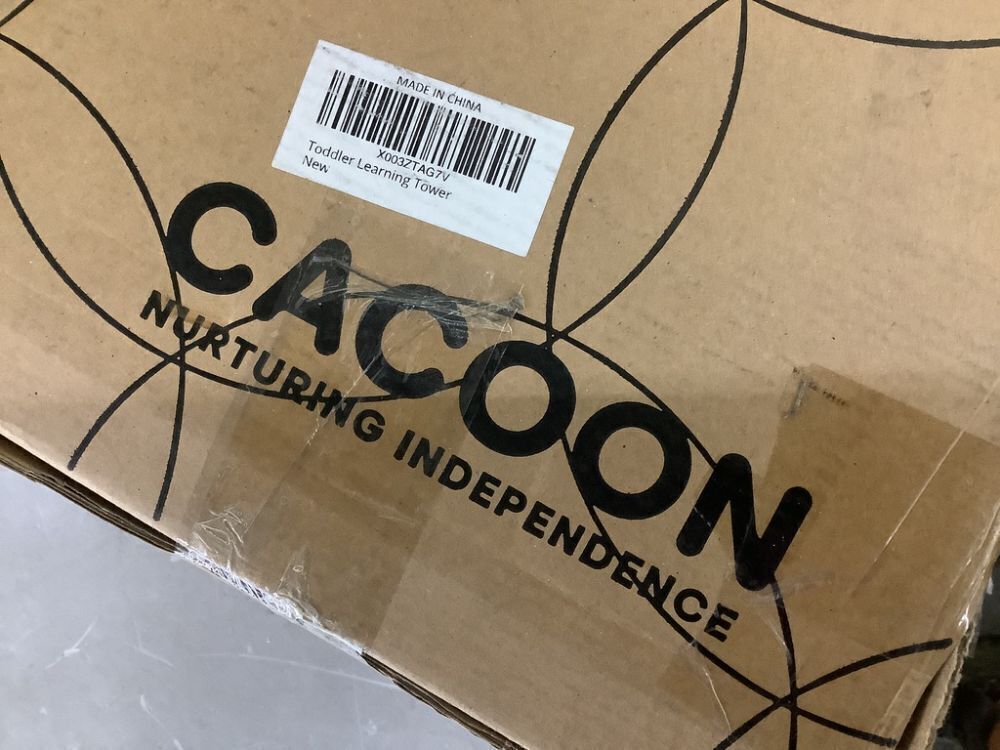 MADE IN CHINA
X003ZTAG7V
Toddler Learning Tower
New
CACOON
NURTURING INDEPENDENCE